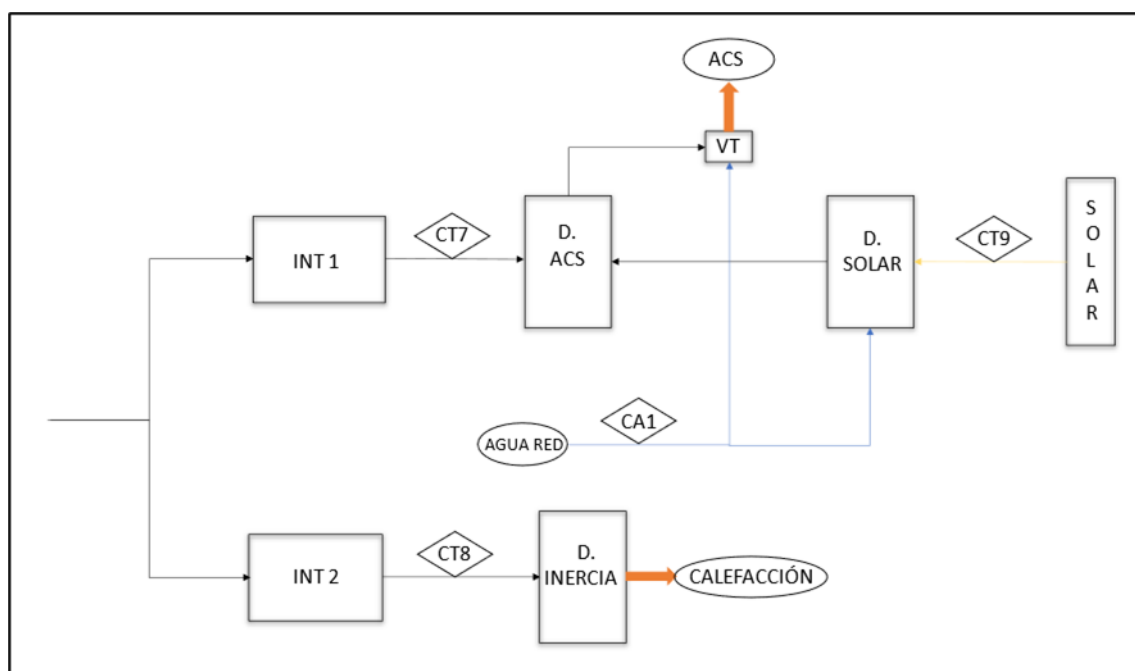 ACS
VT
CT7
D.
ACS
INT 1
D.
SOLAR
CT9
S
O
L
A
R
CA1
AGUA RED
CT8
D.
INERCIA
INT 2
CALEFACCIÓN